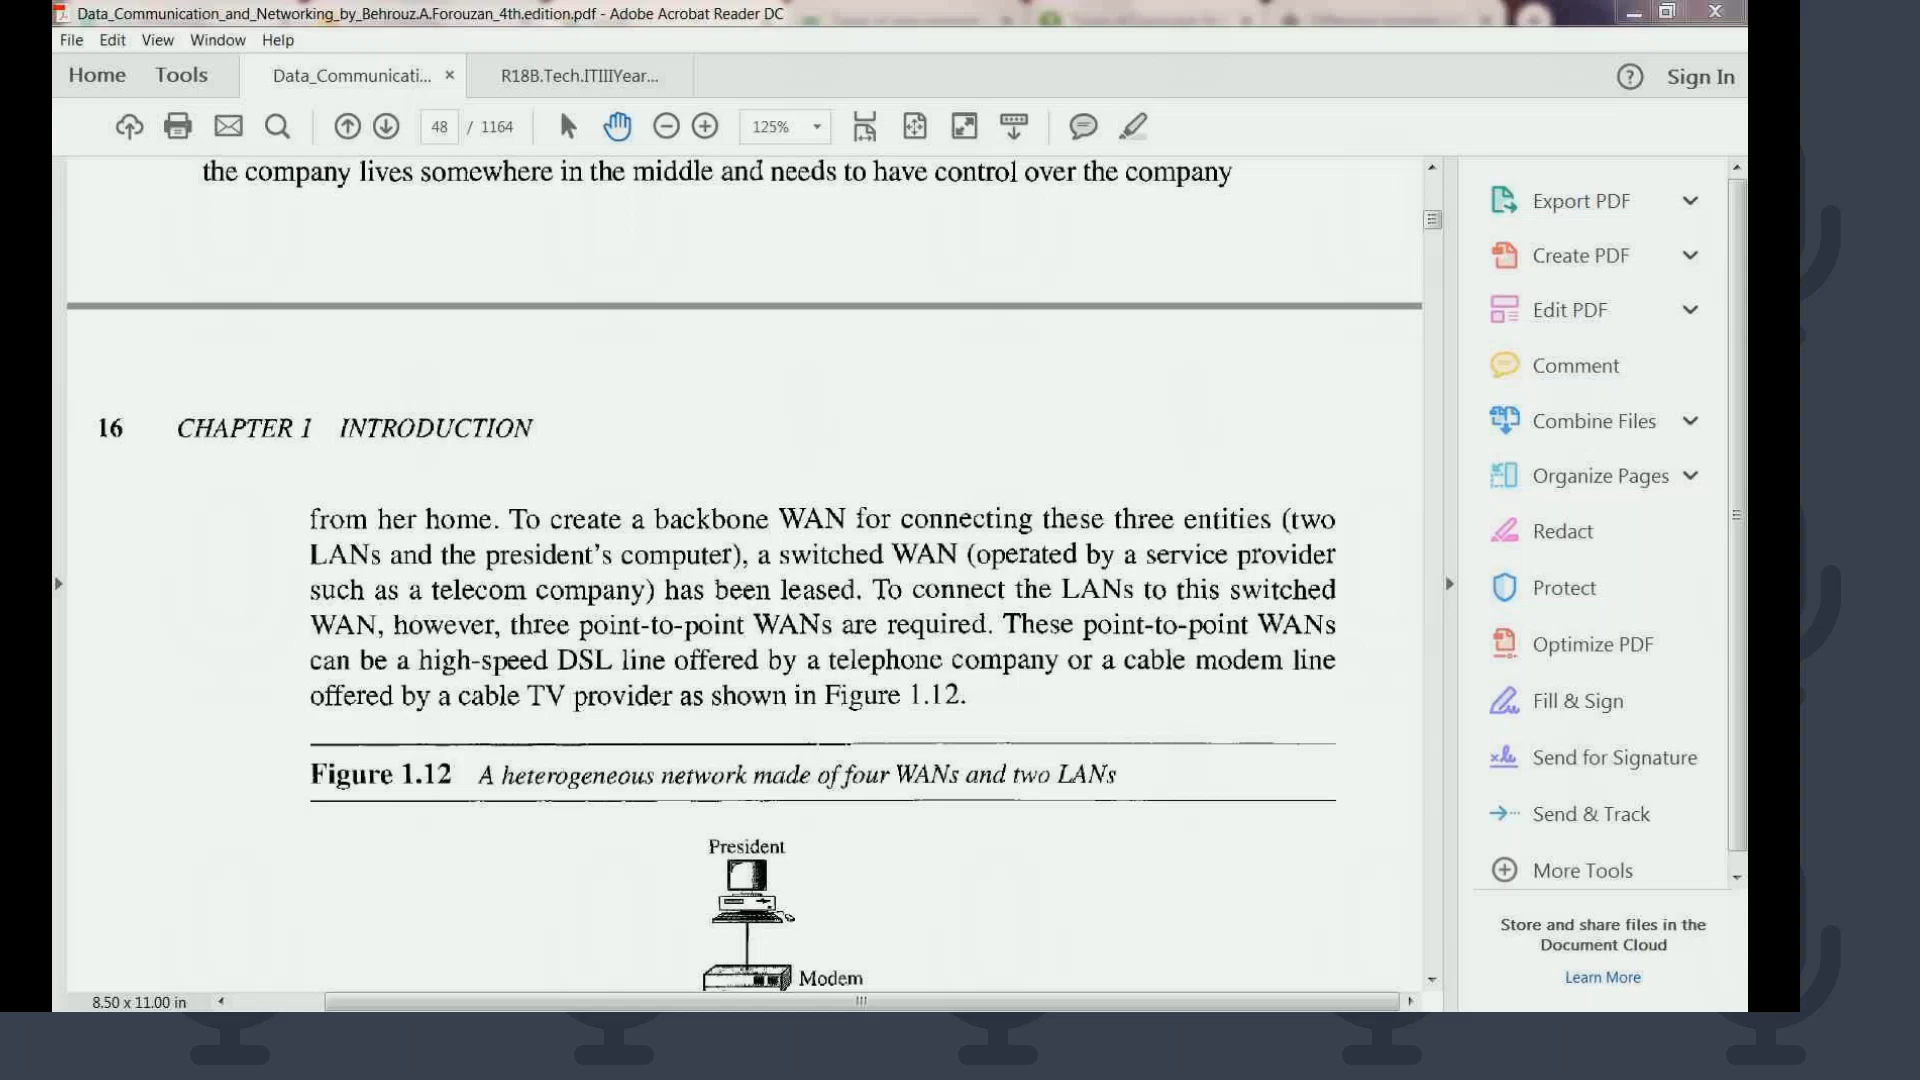 Data_Communication_and_Networking_by_Behrouz.A.Forouzan_4th.edition.pdf - Adobe Acrobat Reader DC
File Edit View Window Help
Home Tools Data_Communicati... × R18B.Tech.ITIIIYear... ? Sign In
48 / 1164 125%
the company lives somewhere in the middle and needs to have control over the company
16 CHAPTER 1 INTRODUCTION
from her home. To create a backbone WAN for connecting these three entities (two
LANs and the president's computer), a switched WAN (operated by a service provider
such as a telecom company) has been leased. To connect the LANs to this switched
WAN, however, three point-to-point WANs are required. These point-to-point WANs
can be a high-speed DSL line offered by a telephone company or a cable modem line
offered by a cable TV provider as shown in Figure 1.12.
Figure 1.12 A heterogeneous network made of four WANs and two LANs
President
Modem
8.50 x 11.00 in
Export PDF
Create PDF
Edit PDF
Comment
Combine Files
Organize Pages
Redact
Protect
Optimize PDF
Fill & Sign
Send for Signature
Send & Track
More Tools
Store and share files in the
Document Cloud
Learn More